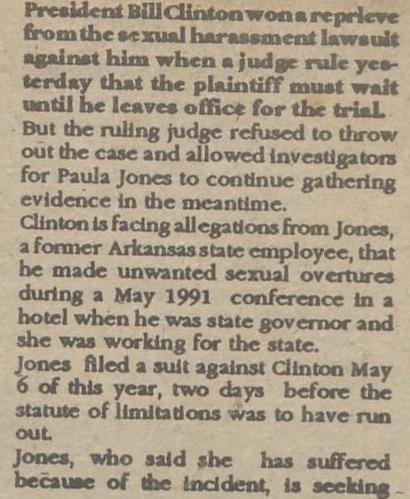 President Bill Clinton won a reprieve
from the sexual harassment lawsuit
against him when a judge rule yes-
terday that the plaintiff must wait
until he leaves office for the trial.
But the ruling judge refused to throw
out the case and allowed investigators
for Paula Jones to continue gathering
evidence in the meantime.
Clinton is facing allegations from Jones,
a former Arkansas state employee, that
he made unwanted sexual overtures
during a May 1991 conference in a
hotel when he was state governor and
she was working for the state.
Jones filed a suit against Clinton May
6 of this year, two days before the
statute of limitations was to have run
out.
Jones, who said she has suffered
because of the incident, is seeking